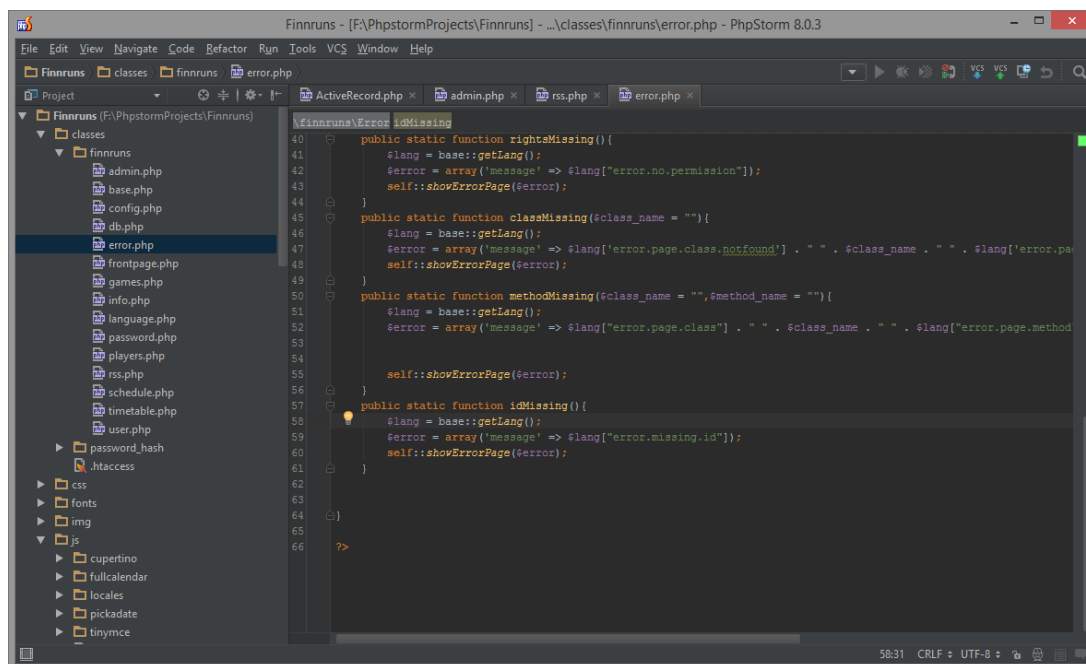 Finnruns - [F:\PhpstormProjects\Finnruns] - ...\classes\finnruns\error.php - PhpStorm 8.0.3
File Edit View Navigate Code Refactor Run Tools VCS Window Help
Finnruns classes finnruns error.php
VCS VCS
Project
ActiveRecord.php admin.php rss.php error.php
Finnruns (F:\PhpstormProjects\Finnruns)
classes
finnruns
admin.php
base.php
config.php
db.php
error.php
frontpage.php
games.php
info.php
language.php
password.php
players.php
rss.php
schedule.php
timetable.php
user.php
password_hash
.htaccess
css
fonts
img
js
cupertino
fullcalendar
locales
pickadate
tinymce
\finnruns\Error idMissing
40 public static function rightsMissing(){
41 $lang = base::getLang();
42 $error = array('message' => $lang["error.no.permission"]);
43 self::showErrorPage($error);
44 }
45 public static function classMissing($class_name = ""){
46 $lang = base::getLang();
47 $error = array('message' => $lang['error.page.class.notfound'] . " " . $class_name . " " . $lang['error.pa
48 self::showErrorPage($error);
49 }
50 public static function methodMissing($class_name = "",$method_name = ""){
51 $lang = base::getLang();
52 $error = array('message' => $lang["error.page.class"] . " " . $class_name . " " . $lang["error.page.method
53
54
55 self::showErrorPage($error);
56 }
57 public static function idMissing(){
58 $lang = base::getLang();
59 $error = array('message' => $lang["error.missing.id"]);
60 self::showErrorPage($error);
61 }
62
63
64 }
65
66 ?>
58:31 CRLF UTF-8